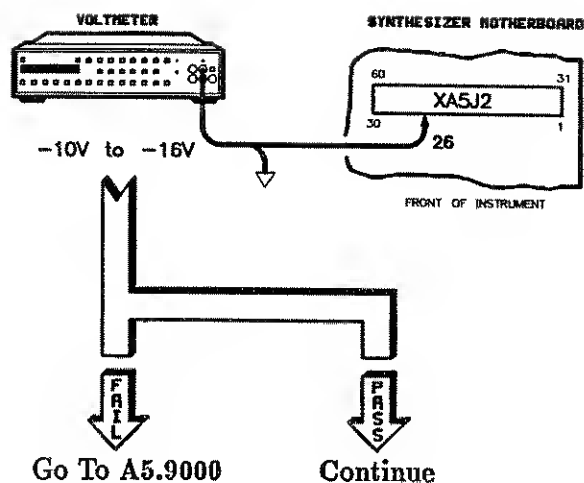 VOLTMETER
SYNTHESIZER MOTHERBOARD
60 31
XA5J2
30 1
26
-10V to -16V
FRONT OF INSTRUMENT
FAIL PASS
Go To A5.9000 Continue